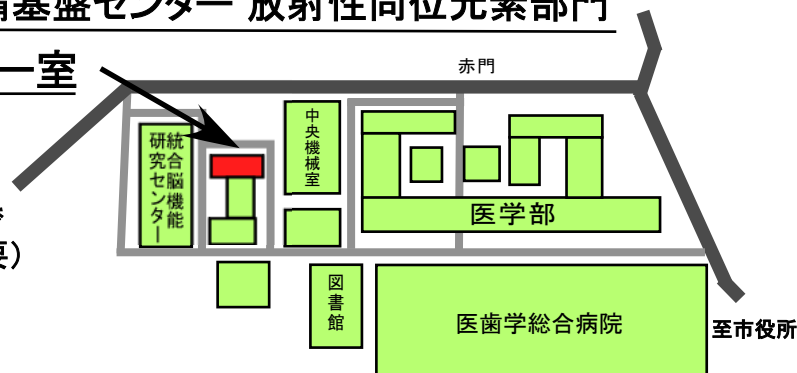 基盤センター 放射性同位元素部門
ー室
赤門
中央機械室
統合脳機能
研究センター
医学部
要）
図書館
医歯学総合病院
至市役所